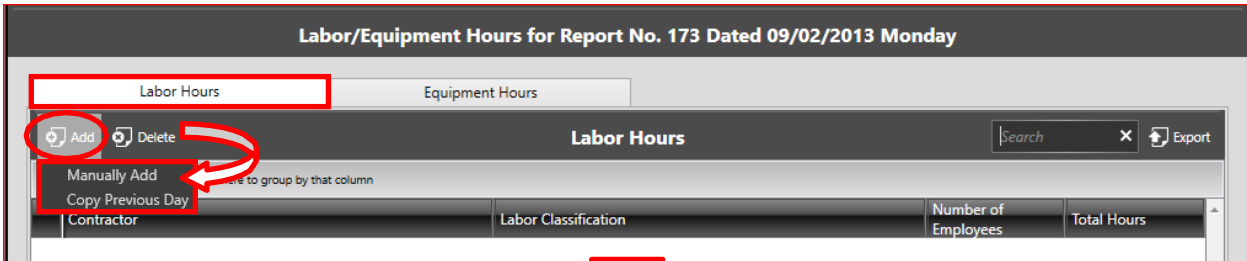 Labor/Equipment Hours for Report No. 173 Dated 09/02/2013 Monday
Labor Hours Equipment Hours
Add Delete Labor Hours Search Export
Manually Add
to group by that column
Copy Previous Day
Contractor Labor Classification Number of Employees Total Hours